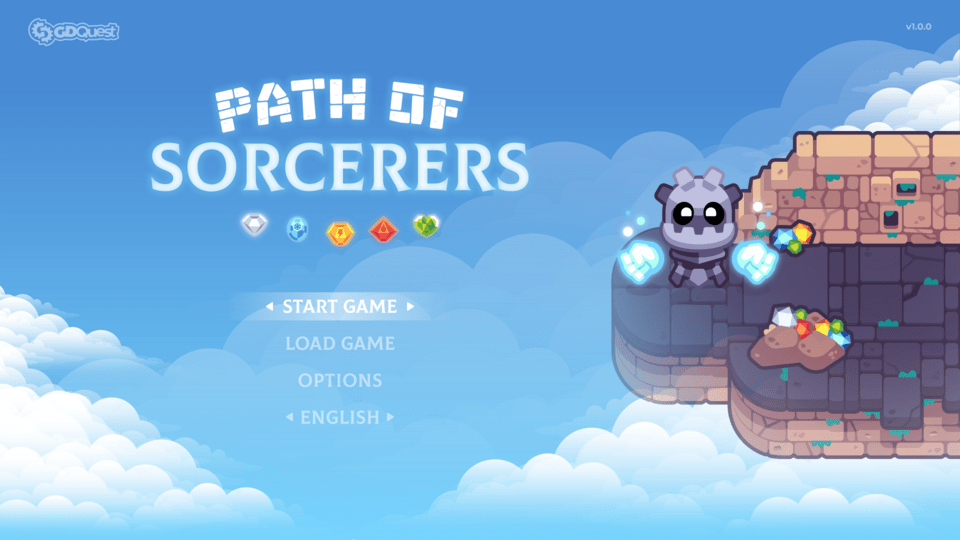 GDQuest
v1.0.0
PATH OF
SORCERERS
START GAME
LOAD GAME
OPTIONS
ENGLISH